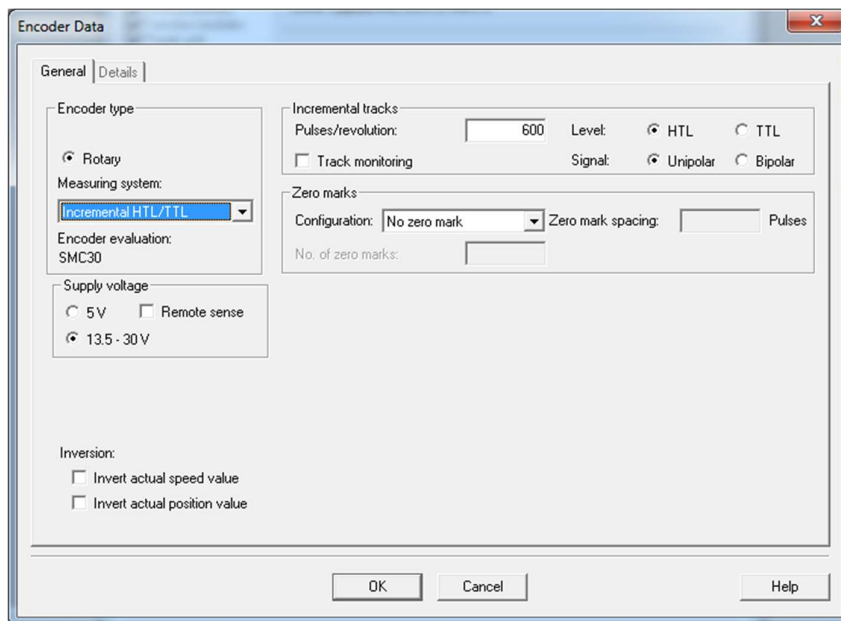 Encoder Data
General
Details
Encoder type
Rotary
Measuring system:
Incremental HTL/TTL
Encoder evaluation:
SMC30
Incremental tracks
Pulses/revolution: 600 Level: HTL TTL
Track monitoring Signal: Unipolar Bipolar
Zero marks
Configuration: No zero mark Zero mark spacing: Pulses
No. of zero marks:
Supply voltage
5 V Remote sense
13.5 - 30 V
Inversion:
Invert actual speed value
Invert actual position value
OK Cancel Help